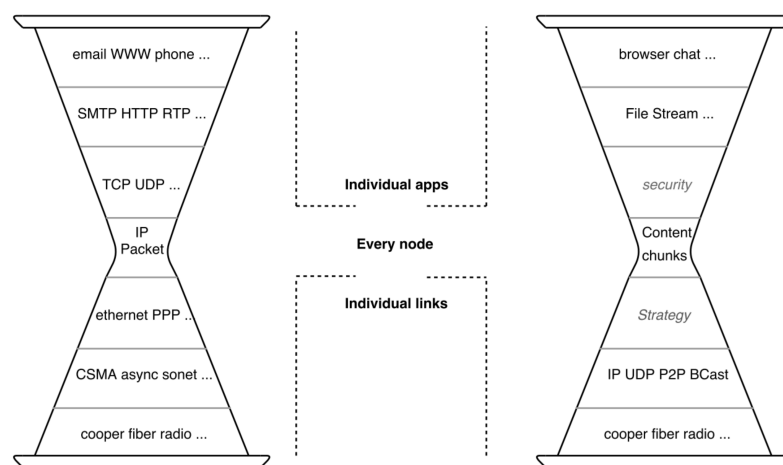 email WWW phone ...
SMTP HTTP RTP ...
TCP UDP ...
IP
Packet
ethernet PPP ..
CSMA async sonet ...
cooper fiber radio ...
Individual apps
Every node
Individual links
browser chat ...
File Stream ...
security
Content
chunks
Strategy
IP UDP P2P BCast
cooper fiber radio ...